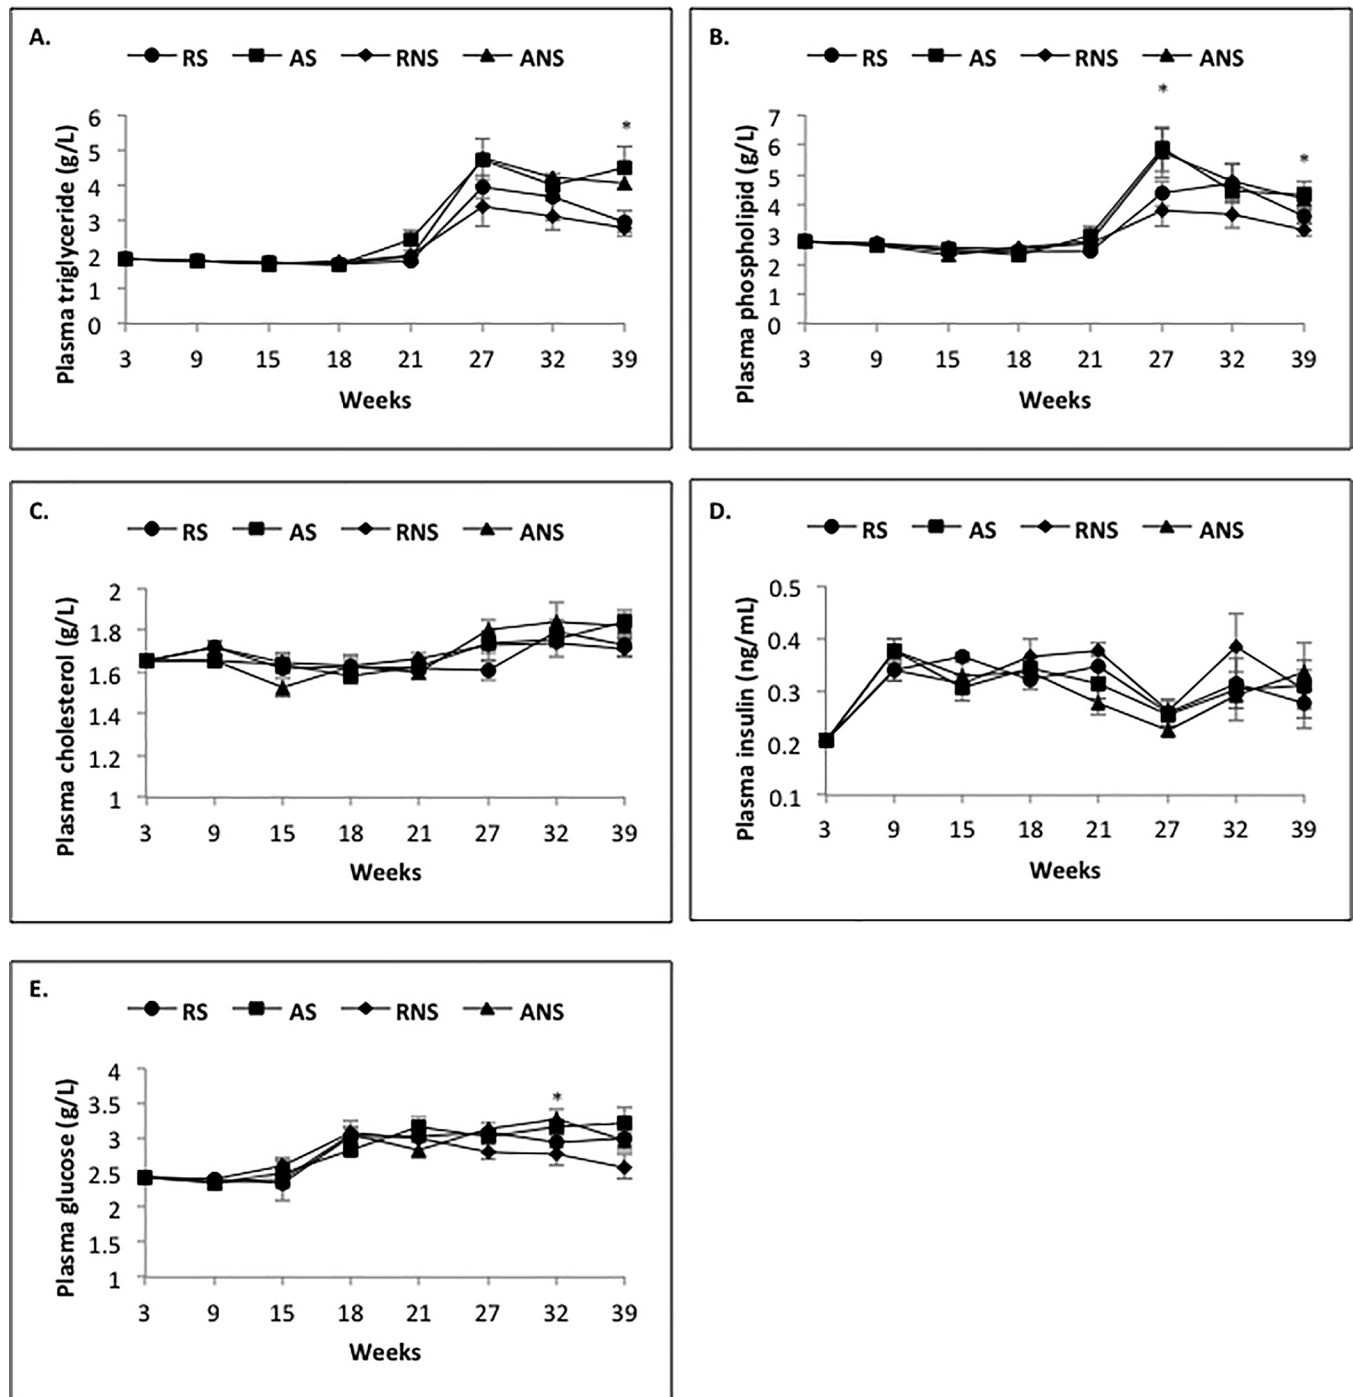 A.
RS AS RNS ANS
Plasma triglyceride (g/L)
6
5
4
3
2
1
0
*
3 9 15 18 21 27 32 39
Weeks
B.
RS AS RNS ANS
Plasma phospholipid (g/L)
7
6
5
4
3
2
1
0
*
*
3 9 15 18 21 27 32 39
Weeks
C.
RS AS RNS ANS
Plasma cholesterol (g/L)
2
1.8
1.6
1.4
1.2
1
3 9 15 18 21 27 32 39
Weeks
D.
RS AS RNS ANS
Plasma insulin (ng/mL)
0.5
0.4
0.3
0.2
0.1
3 9 15 18 21 27 32 39
Weeks
E.
RS AS RNS ANS
Plasma glucose (g/L)
4
3.5
3
2.5
2
1.5
1
*
3 9 15 18 21 27 32 39
Weeks